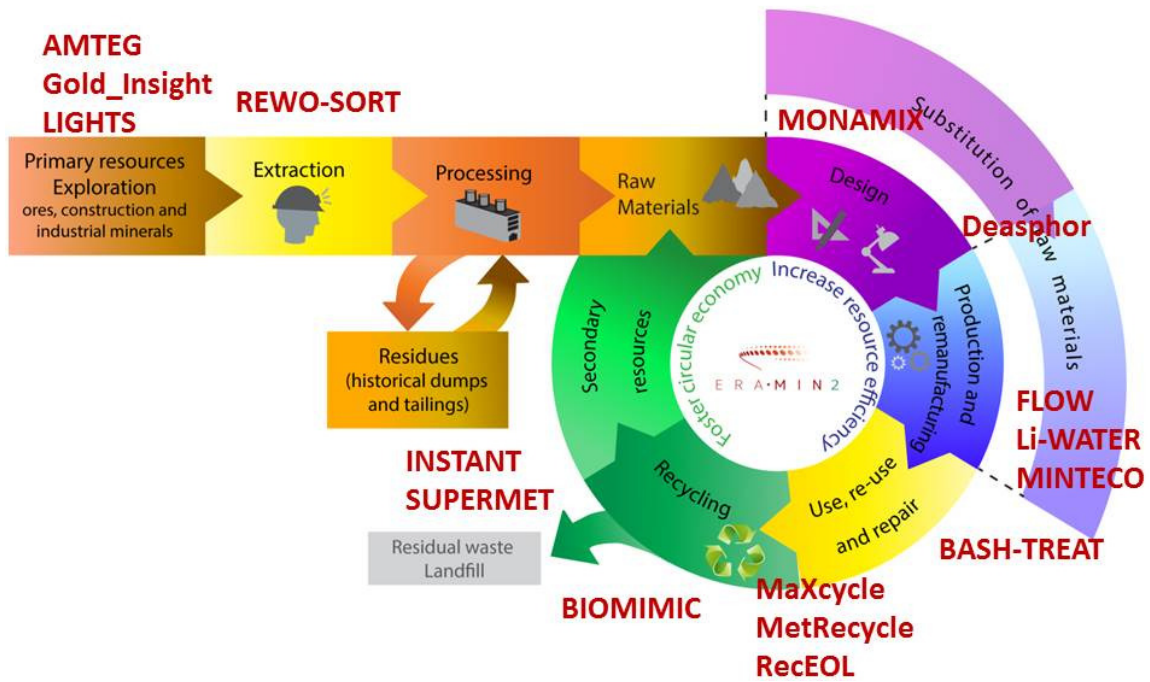 AMTEG
Gold_Insight
LIGHTS
REWO-SORT
MONAMIX
Primary resources
Exploration
ores, construction and
industrial minerals
Extraction
Processing
Raw
Materials
Design
Substitution of raw materials
Deasphor
Production and
remanufacturing
FLOW
Li-WATER
MINTECO
Use, re-use
and repair
BASH-TREAT
Secondary
resources
Foster circular economy
Increase resource efficiency
ERA·MIN2
Residues
(historical dumps
and tailings)
INSTANT
SUPERMET
Recycling
Residual waste
Landfill
BIOMIMIC
MaXcycle
MetRecycle
RecEOL